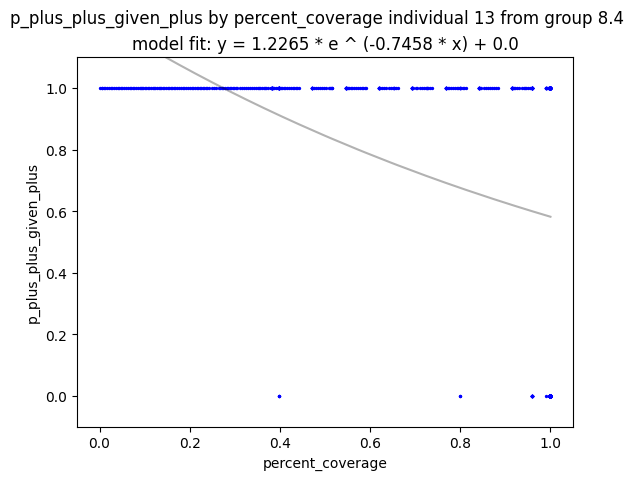 p_plus_plus_given_plus by percent_coverage individual 13 from group 8.4
model fit: y = 1.2265 * e ^ (-0.7458 * x) + 0.0
1.0
0.8
0.6
0.4
0.2
0.0
p_plus_plus_given_plus
0.0 0.2 0.4 0.6 0.8 1.0
percent_coverage